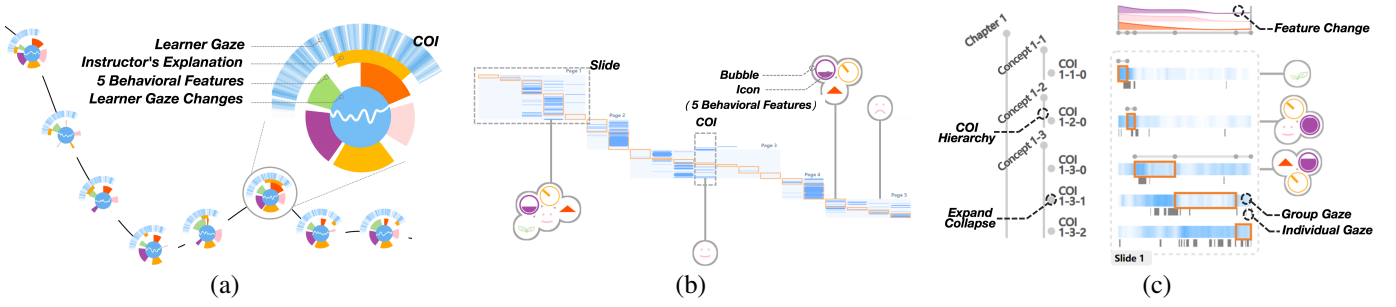 Learner Gaze
Instructor's Explanation
5 Behavioral Features
Learner Gaze Changes
COI
(a)
Slide
Page 1
Page 2
COI
Page 3
Page 4
Page 5
Bubble
Icon
(5 Behavioral Features)
(b)
Chapter 1
Concept 1-1
Concept 1-2
Concept 1-3
COI
Hierarchy
Expand
Collapse
COI
1-1-0
COI
1-2-0
COI
1-3-0
COI
1-3-1
COI
1-3-2
Feature Change
Group Gaze
Individual Gaze
Slide 1
(c)